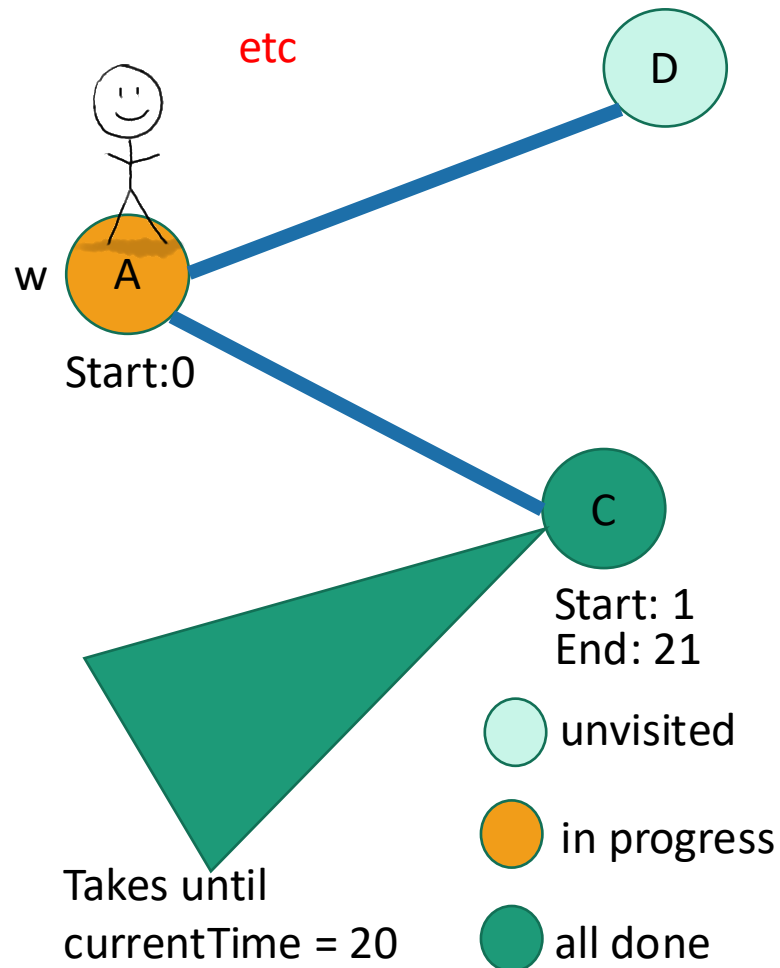 etc
D
w
A
Start:0
C
Start: 1
End: 21
unvisited
in progress
Takes until
currentTime = 20
all done